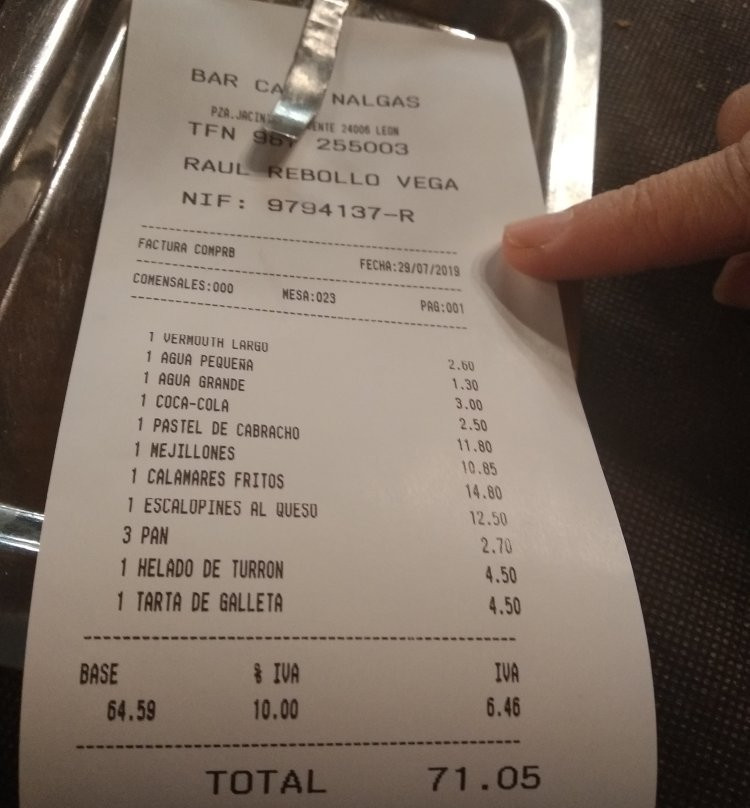 BAR CA NALGAS
PZA.JACIN ENTE 24006 LEON
TFN 987 255003
RAUL REBOLLO VEGA
NIF: 9794137-R
FACTURA COMPRB FECHA:29/07/2019
COMENSALES:000 MESA:023 PAG:001
1 VERMOUTH LARGO 2.60
1 AGUA PEQUEÑA 1.30
1 AGUA GRANDE 3.00
1 COCA-COLA 2.50
1 PASTEL DE CABRACHO 11.80
1 MEJILLONES 10.85
1 CALAMARES FRITOS 14.80
1 ESCALOPINES AL QUESO 12.50
3 PAN 2.70
1 HELADO DE TURRON 4.50
1 TARTA DE GALLETA 4.50
BASE % IVA IVA
64.59 10.00 6.46
TOTAL 71.05